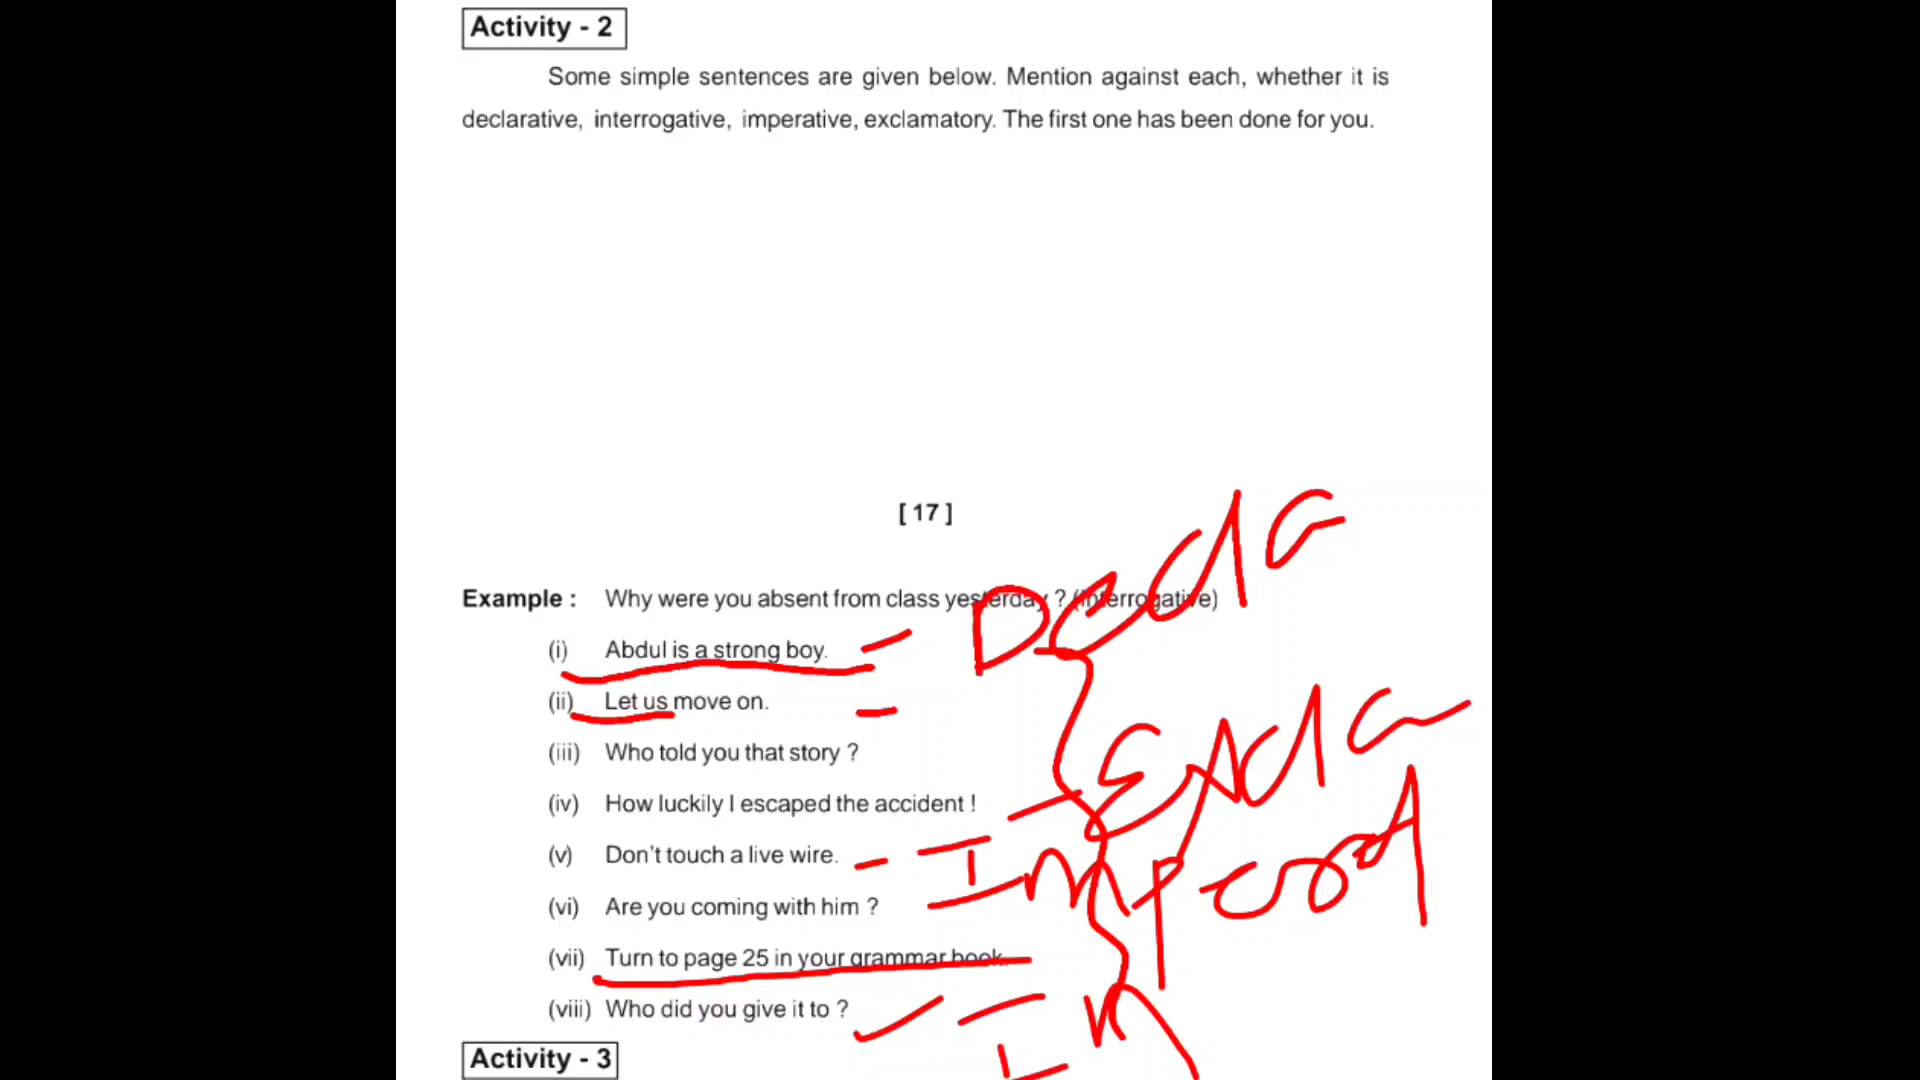 Activity - 2
Some simple sentences are given below. Mention against each, whether it is
declarative, interrogative, imperative, exclamatory. The first one has been done for you.
[ 17 ]
Example : Why were you absent from class yesterday ? (Interrogative)
(i) Abdul is a strong boy.
(ii) Let us move on.
(iii) Who told you that story ?
(iv) How luckily I escaped the accident !
(v) Don't touch a live wire.
(vi) Are you coming with him ?
(vii) Turn to page 25 in your grammar book.
(viii) Who did you give it to ?
Activity - 3